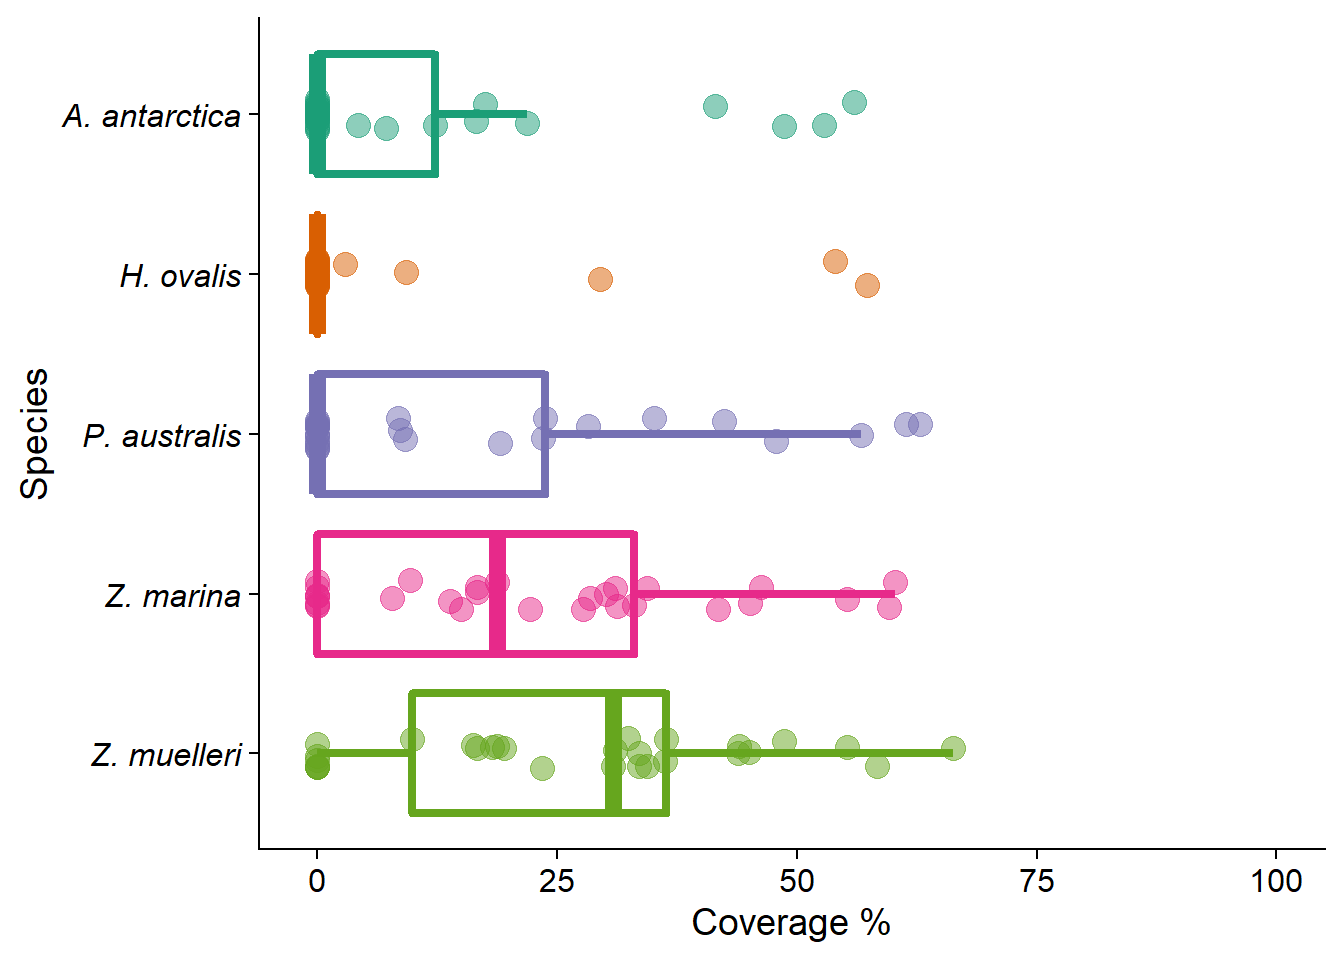 A. antarctica
H. ovalis
P. australis
Z. marina
Z. muelleri
Species
0 25 50 75 100
Coverage %